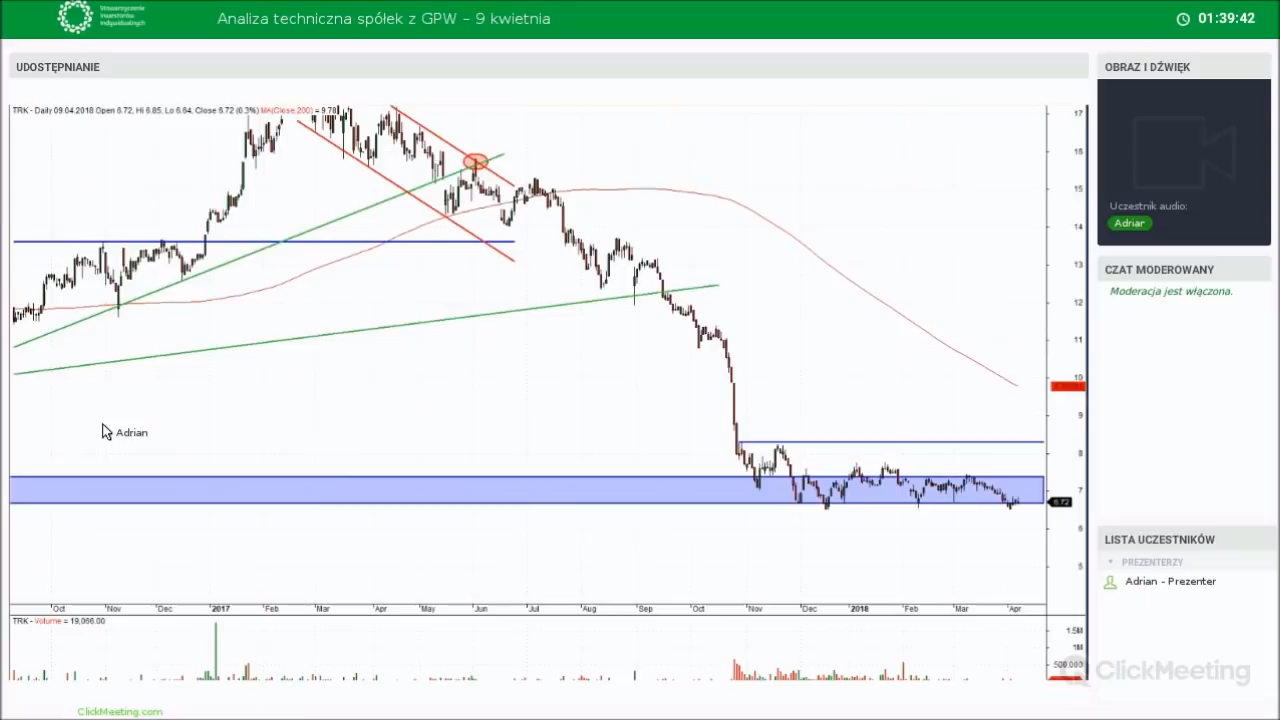 Stowarzyszenie
Inwestorów
Indywidualnych
Analiza techniczna spółek z GPW – 9 kwietnia
01:39:42
UDOSTĘPNIANIE
TRK - Daily 09.04.2018 Open 6.72, Hi 6.85, Lo 6.64, Close 6.72 (0.3%) MA(Close,200) = 9.78
17
16
15
14
13
12
11
10
9
8
7
6.72
6
5
Adrian
Oct Nov Dec 2017 Feb Mar Apr May Jun Jul Aug Sep Oct Nov Dec 2018 Feb Mar Apr
TRK - Volume = 19,066.00
1.5M
1M
500,000
ClickMeeting.com
OBRAZ I DŹWIĘK
Uczestnik audio:
Adrian
CZAT MODEROWANY
Moderacja jest włączona.
LISTA UCZESTNIKÓW
PREZENTERZY
Adrian - Prezenter
ClickMeeting